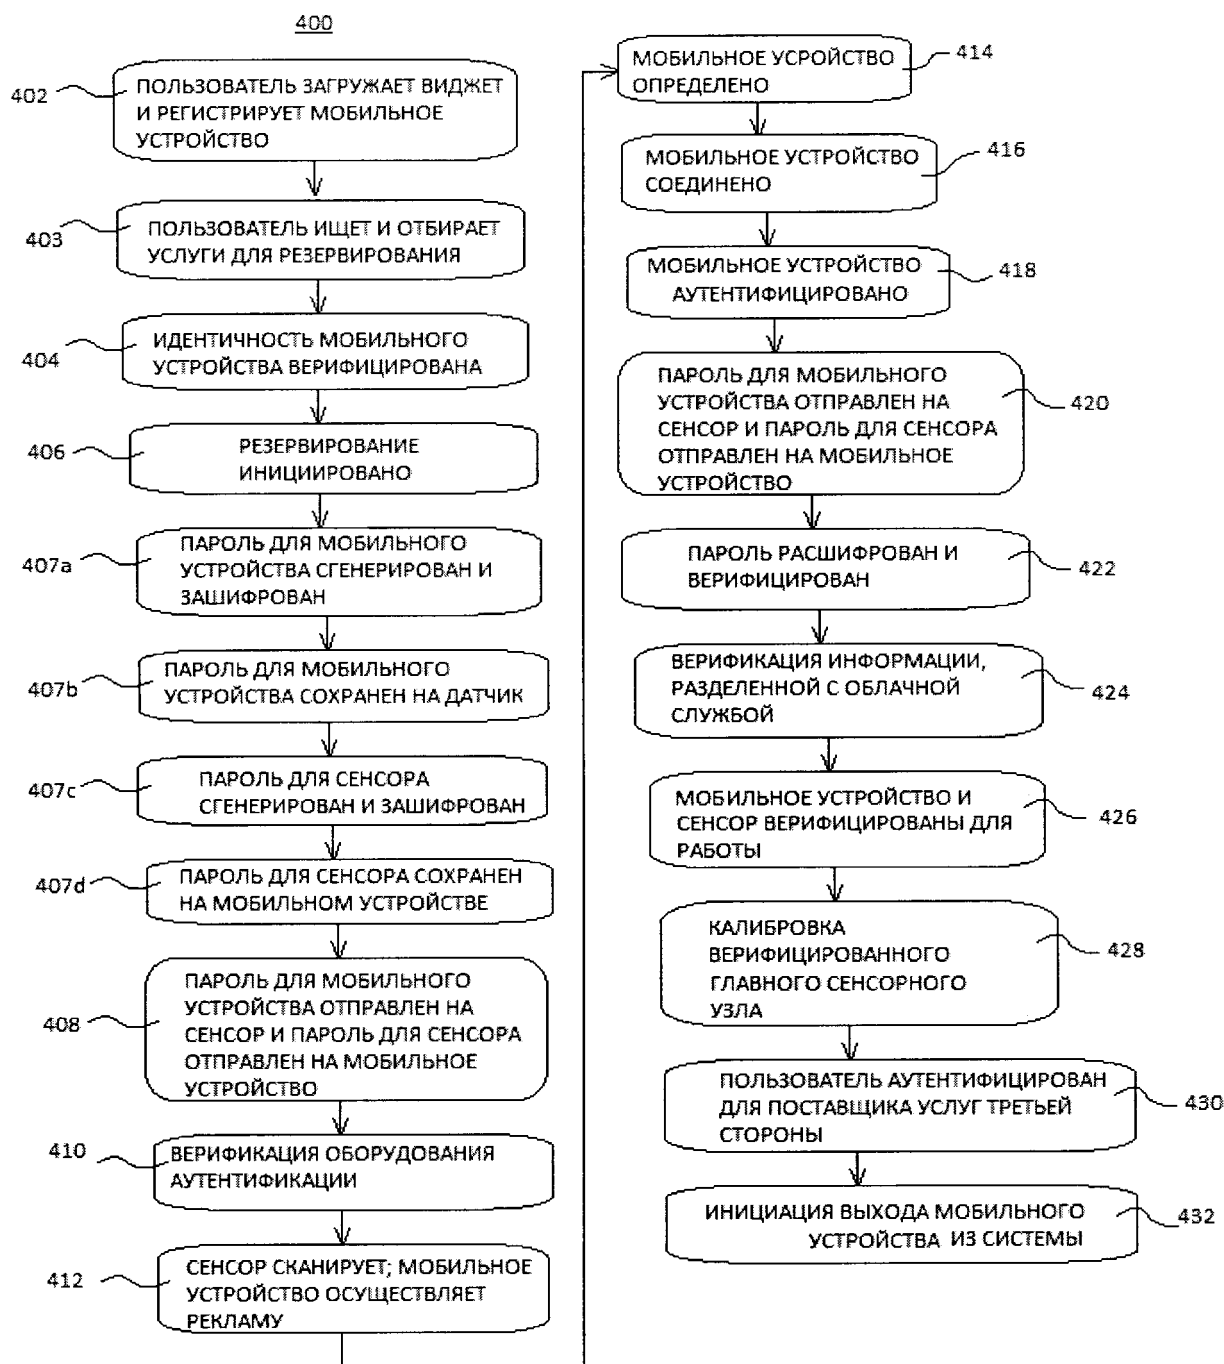 400
402
ПОЛЬЗОВАТЕЛЬ ЗАГРУЖАЕТ ВИДЖЕТ
И РЕГИСТРИРУЕТ МОБИЛЬНОЕ
УСТРОЙСТВО
403
ПОЛЬЗОВАТЕЛЬ ИЩЕТ И ОТБИРАЕТ
УСЛУГИ ДЛЯ РЕЗЕРВИРОВАНИЯ
404
ИДЕНТИЧНОСТЬ МОБИЛЬНОГО
УСТРОЙСТВА ВЕРИФИЦИРОВАНА
406
РЕЗЕРВИРОВАНИЕ
ИНИЦИИРОВАНО
407a
ПАРОЛЬ ДЛЯ МОБИЛЬНОГО
УСТРОЙСТВА СГЕНЕРИРОВАН И
ЗАШИФРОВАН
407b
ПАРОЛЬ ДЛЯ МОБИЛЬНОГО
УСТРОЙСТВА СОХРАНЕН НА ДАТЧИК
407c
ПАРОЛЬ ДЛЯ СЕНСОРА
СГЕНЕРИРОВАН И ЗАШИФРОВАН
407d
ПАРОЛЬ ДЛЯ СЕНСОРА СОХРАНЕН
НА МОБИЛЬНОМ УСТРОЙСТВЕ
408
ПАРОЛЬ ДЛЯ МОБИЛЬНОГО
УСТРОЙСТВА ОТПРАВЛЕН НА
СЕНСОР И ПАРОЛЬ ДЛЯ СЕНСОРА
ОТПРАВЛЕН НА МОБИЛЬНОЕ
УСТРОЙСТВО
410
ВЕРИФИКАЦИЯ ОБОРУДОВАНИЯ
АУТЕНТИФИКАЦИИ
412
СЕНСОР СКАНИРУЕТ; МОБИЛЬНОЕ
УСТРОЙСТВО ОСУЩЕСТВЛЯЕТ
РЕКЛАМУ
МОБИЛЬНОЕ УСРОЙСТВО
ОПРЕДЕЛЕНО
414
МОБИЛЬНОЕ УСТРОЙСТВО
СОЕДИНЕНО
416
МОБИЛЬНОЕ УСТРОЙСТВО
АУТЕНТИФИЦИРОВАНО
418
ПАРОЛЬ ДЛЯ МОБИЛЬНОГО
УСТРОЙСТВА ОТПРАВЛЕН НА
СЕНСОР И ПАРОЛЬ ДЛЯ СЕНСОРА
ОТПРАВЛЕН НА МОБИЛЬНОЕ
УСТРОЙСТВО
420
ПАРОЛЬ РАСШИФРОВАН И
ВЕРИФИЦИРОВАН
422
ВЕРИФИКАЦИЯ ИНФОРМАЦИИ,
РАЗДЕЛЕННОЙ С ОБЛАЧНОЙ
СЛУЖБОЙ
424
МОБИЛЬНОЕ УСТРОЙСТВО И
СЕНСОР ВЕРИФИЦИРОВАНЫ ДЛЯ
РАБОТЫ
426
КАЛИБРОВКА
ВЕРИФИЦИРОВАННОГО
ГЛАВНОГО СЕНСОРНОГО
УЗЛА
428
ПОЛЬЗОВАТЕЛЬ АУТЕНТИФИЦИРОВАН
ДЛЯ ПОСТАВЩИКА УСЛУГ ТРЕТЬЕЙ
СТОРОНЫ
430
ИНИЦИАЦИЯ ВЫХОДА МОБИЛЬНОГО
УСТРОЙСТВА ИЗ СИСТЕМЫ
432